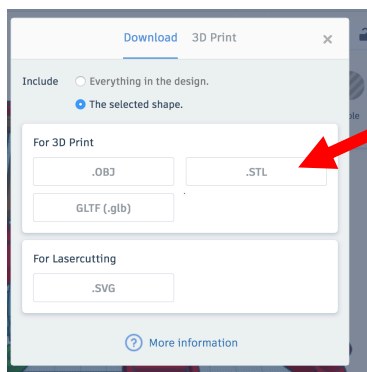 Download 3D Print ×
Include Everything in the design.
The selected shape.
For 3D Print
.OBJ .STL
GLTF (.glb)
For Lasercutting
.SVG
? More information